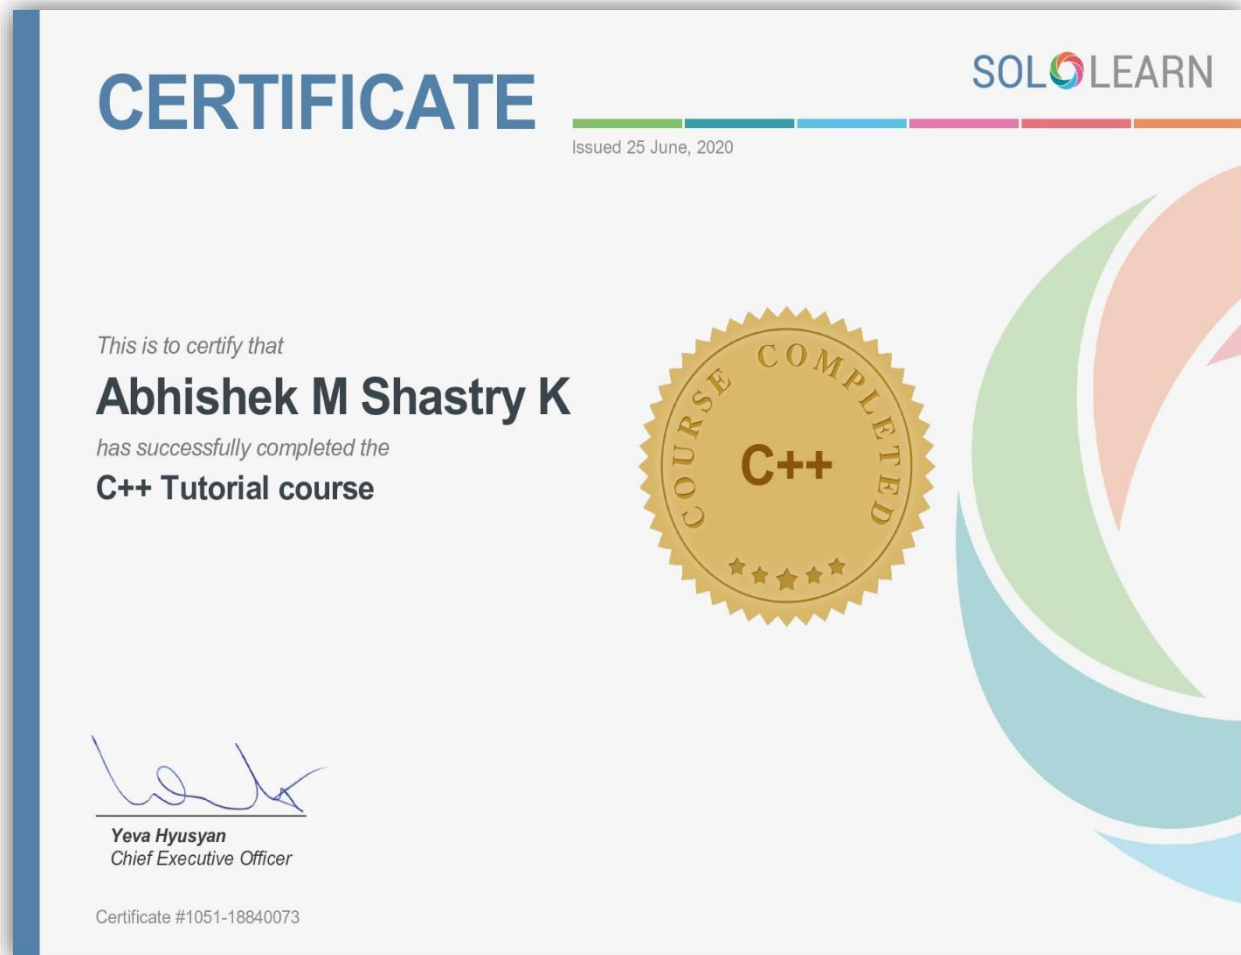 CERTIFICATE
SOLOLEARN
Issued 25 June, 2020
This is to certify that
Abhishek M Shastry K
has successfully completed the
C++ Tutorial course
COURSE COMPLETED
C++
Yeva Hyusyan
Chief Executive Officer
Certificate #1051-18840073